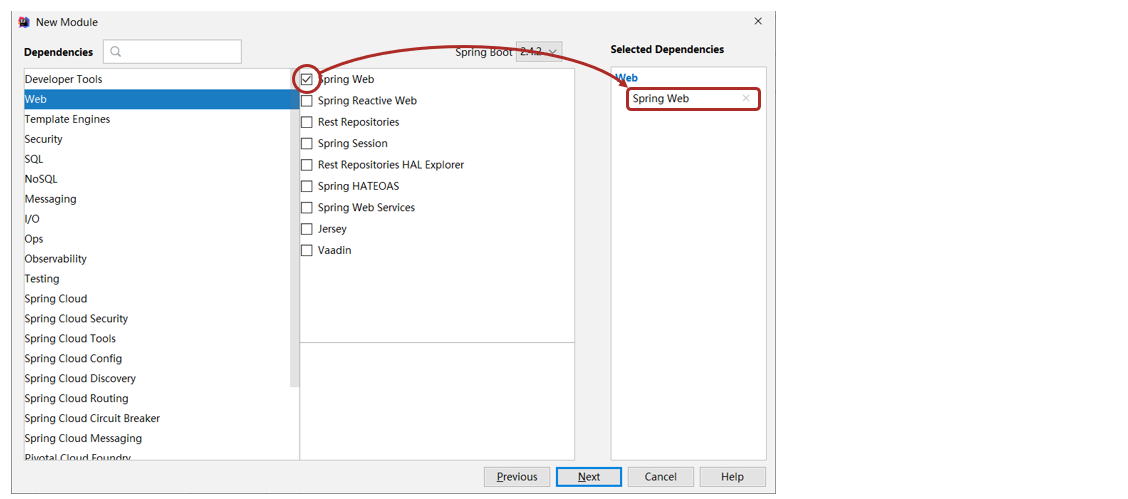 New Module
Dependencies
Spring Boot 2.4.2
Selected Dependencies
Developer Tools
Web
Template Engines
Security
SQL
NoSQL
Messaging
I/O
Ops
Observability
Testing
Spring Cloud
Spring Cloud Security
Spring Cloud Tools
Spring Cloud Config
Spring Cloud Discovery
Spring Cloud Routing
Spring Cloud Circuit Breaker
Spring Cloud Messaging
Pivotal Cloud Foundry
Spring Web
Spring Reactive Web
Rest Repositories
Spring Session
Rest Repositories HAL Explorer
Spring HATEOAS
Spring Web Services
Jersey
Vaadin
Web
Spring Web
Previous
Next
Cancel
Help